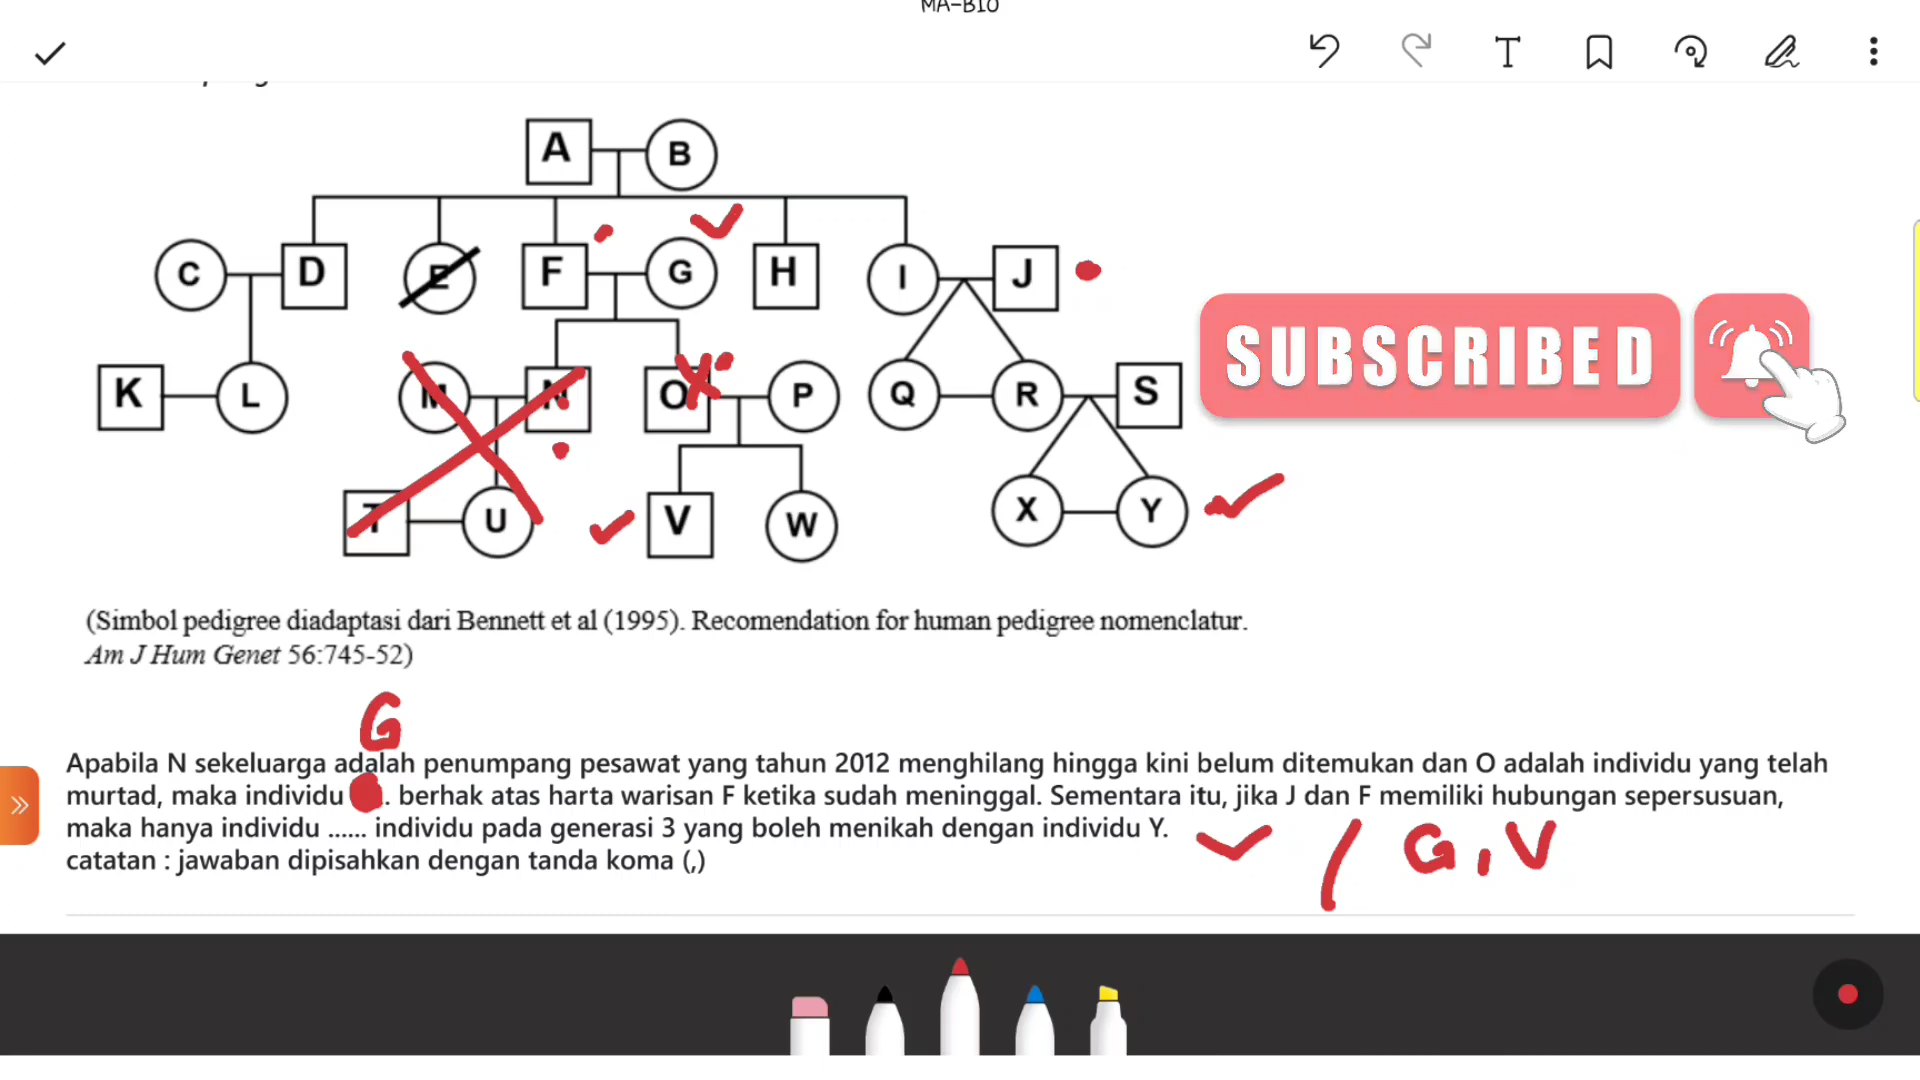 MA-BIO
T
A B
C D E F G H I J
SUBSCRIBED
K L M N O P Q R S
T U V W X Y
(Simbol pedigree diadaptasi dari Bennett et al (1995). Recomendation for human pedigree nomenclatur.
Am J Hum Genet 56:745-52)
G
Apabila N sekeluarga adalah penumpang pesawat yang tahun 2012 menghilang hingga kini belum ditemukan dan O adalah individu yang telah
murtad, maka individu . berhak atas harta warisan F ketika sudah meninggal. Sementara itu, jika J dan F memiliki hubungan sepersusuan,
maka hanya individu ...... individu pada generasi 3 yang boleh menikah dengan individu Y.
/ G, V
catatan : jawaban dipisahkan dengan tanda koma (,)